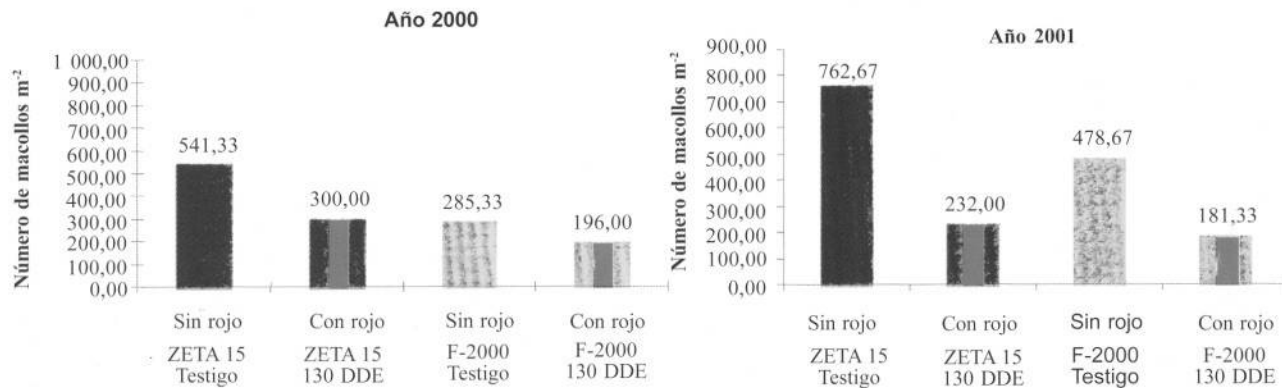 Año 2000
Número de macollos m⁻²
1 000,00
900,00
800,00
700,00
600,00
500,00
400,00
300,00
200,00
100,00
0,00
541,33
300,00
285,33
196,00
Sin rojo
Con rojo
Sin rojo
Con rojo
ZETA 15
Testigo
ZETA 15
130 DDE
F-2000
Testigo
F-2000
130 DDE
Año 2001
Número de macollos m⁻²
900,00
800,00
700,00
600,00
500,00
400,00
300,00
200,00
100,00
0,00
762,67
232,00
478,67
181,33
Sin rojo
Con rojo
Sin rojo
Con rojo
ZETA 15
Testigo
ZETA 15
130 DDE
F-2000
Testigo
F-2000
130 DDE